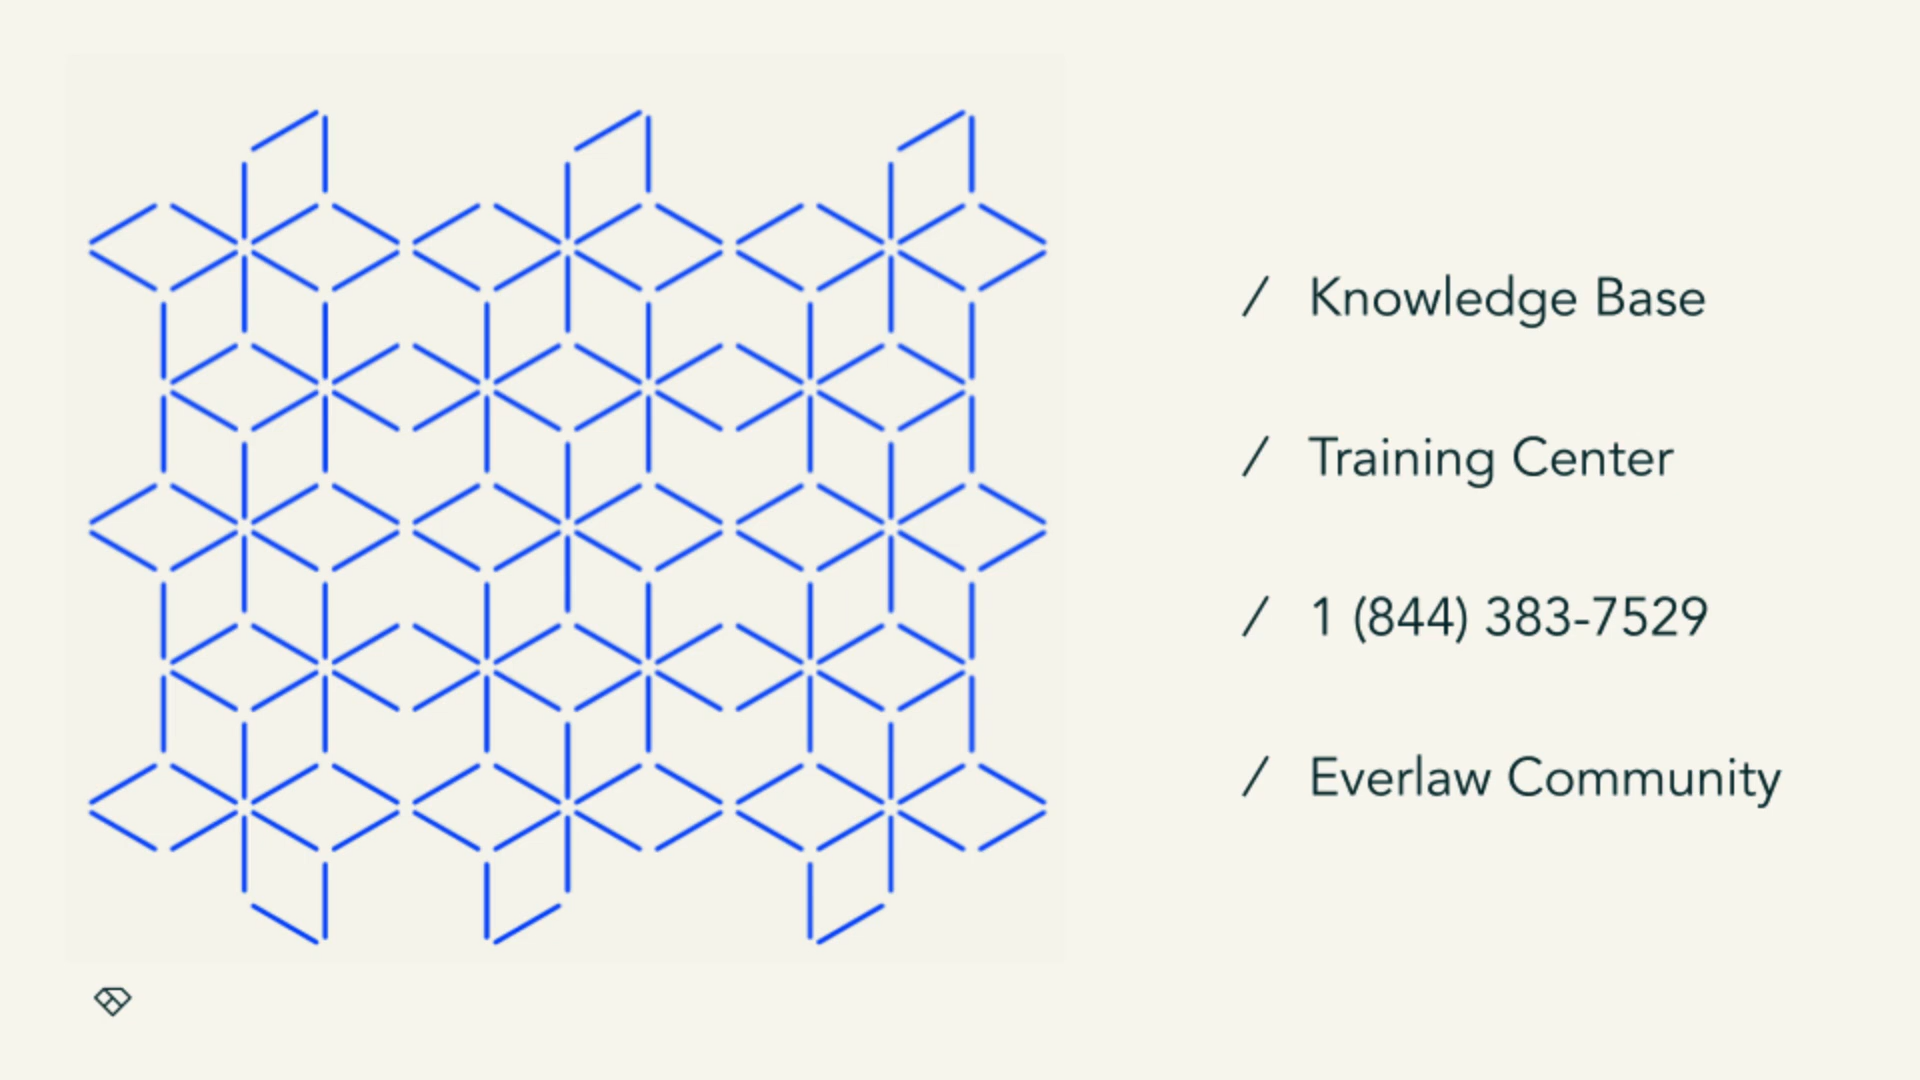 / Knowledge Base
/ Training Center
/ 1 (844) 383-7529
/ Everlaw Community